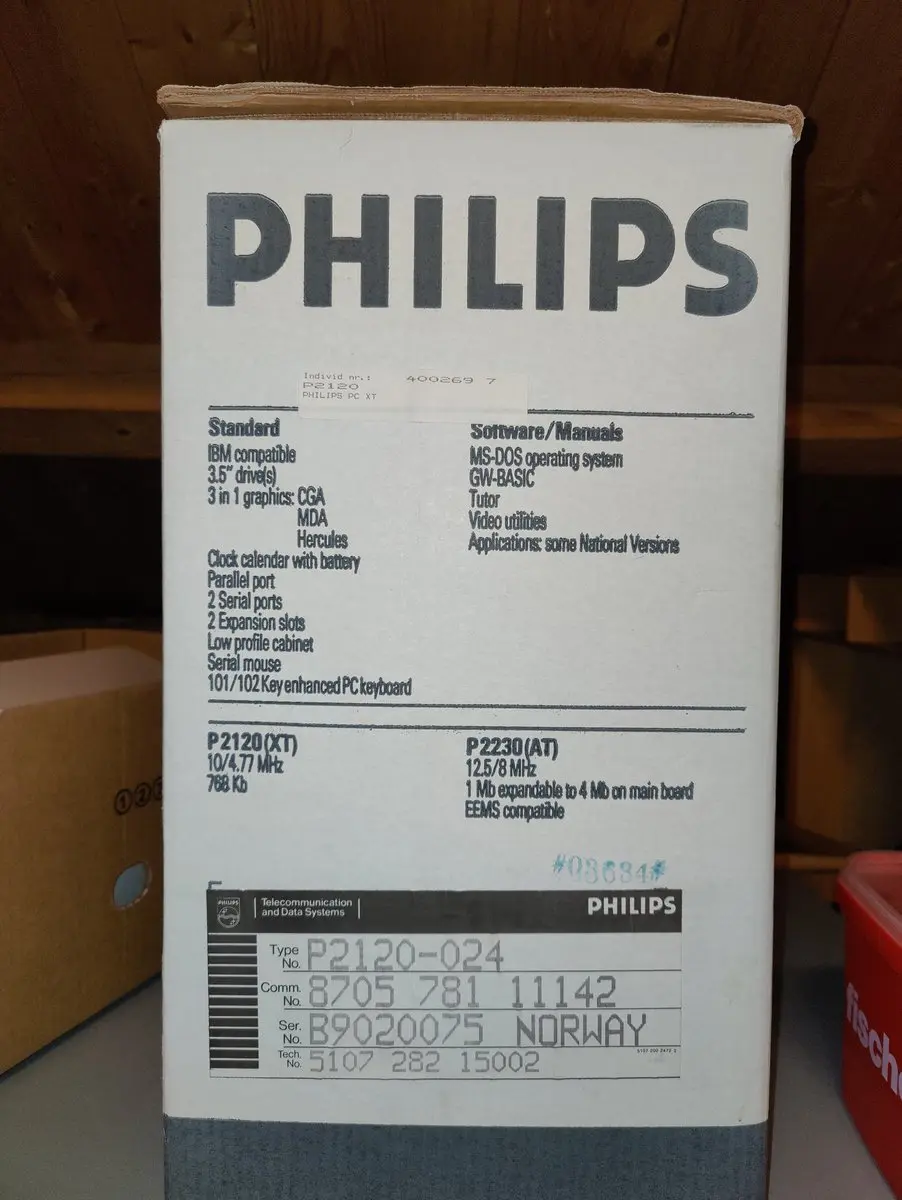 PHILIPS
Individ nr.: 400269 7
P2120
PHILIPS PC XT
Standard
IBM compatible
3.5" drive(s)
3 in 1 graphics: CGA
MDA
Hercules
Clock calendar with battery
Parallel port
2 Serial ports
2 Expansion slots
Low profile cabinet
Serial mouse
101/102 Key enhanced PC keyboard
Software/Manuals
MS-DOS operating system
GW-BASIC
Tutor
Video utilities
Applications: some National Versions
P2120(XT)
10/4.77 MHz
768 Kb
P2230(AT)
12.5/8 MHz
1 Mb expandable to 4 Mb on main board
EEMS compatible
#03634#
PHILIPS
Telecommunication
and Data Systems
PHILIPS
Type No. P2120-024
Comm. No. 8705 781 11142
Ser. No. B9020075 NORWAY
Tech. No. 5107 282 15002
fisch